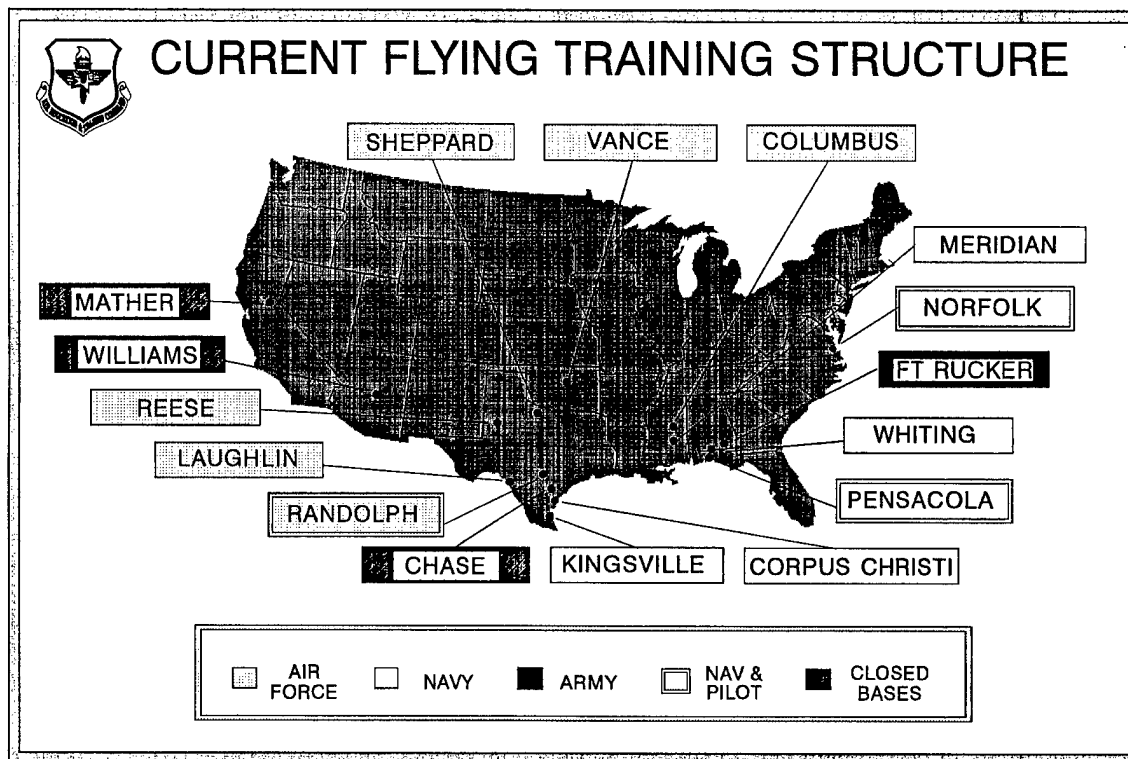 CURRENT FLYING TRAINING STRUCTURE
SHEPPARD
VANCE
COLUMBUS
MERIDIAN
NORFOLK
FT RUCKER
WHITING
PENSACOLA
MATHER
WILLIAMS
REESE
LAUGHLIN
RANDOLPH
CHASE
KINGSVILLE
CORPUS CHRISTI
AIR
FORCE
NAVY
ARMY
NAV &
PILOT
CLOSED
BASES